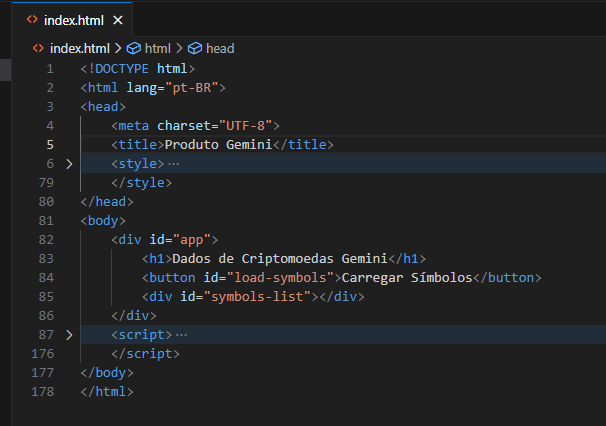 index.html
index.html > html > head
1 <!DOCTYPE html>
2 <html lang="pt-BR">
3 <head>
4 <meta charset="UTF-8">
5 <title>Produto Gemini</title>
6 <style>···
79 </style>
80 </head>
81 <body>
82 <div id="app">
83 <h1>Dados de Criptomoedas Gemini</h1>
84 <button id="load-symbols">Carregar Símbolos</button>
85 <div id="symbols-list"></div>
86 </div>
87 <script>···
176 </script>
177 </body>
178 </html>